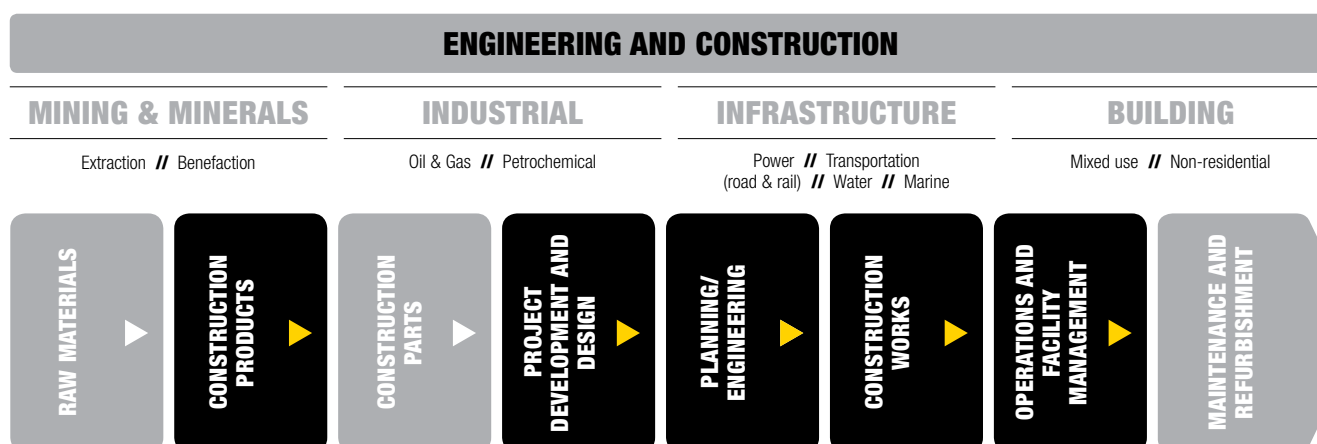 ENGINEERING AND CONSTRUCTION
MINING & MINERALS
Extraction // Benefaction
INDUSTRIAL
Oil & Gas // Petrochemical
INFRASTRUCTURE
Power // Transportation
(road & rail) // Water // Marine
BUILDING
Mixed use // Non-residential
RAW MATERIALS
CONSTRUCTION
PRODUCTS
CONSTRUCTION
PARTS
PROJECT
DEVELOPMENT AND
DESIGN
PLANNING/
ENGINEERING
CONSTRUCTION
WORKS
OPERATIONS AND
FACILITY
MANAGEMENT
MAINTENANCE AND
REFURBISHMENT